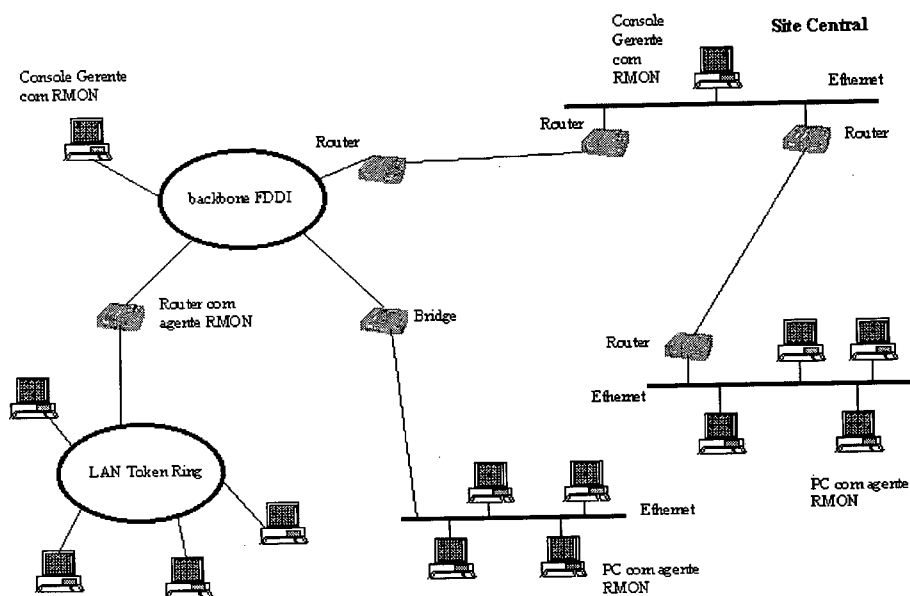 Site Central
Console
Gerente
com
RMON
Ethernet
Console Gerente
com RMON
Router
Router
Router
backbone FDDI
Router com
agente RMON
Bridge
Router
Ethernet
LAN Token Ring
PC com agente
RMON
Ethernet
PC com agente
RMON